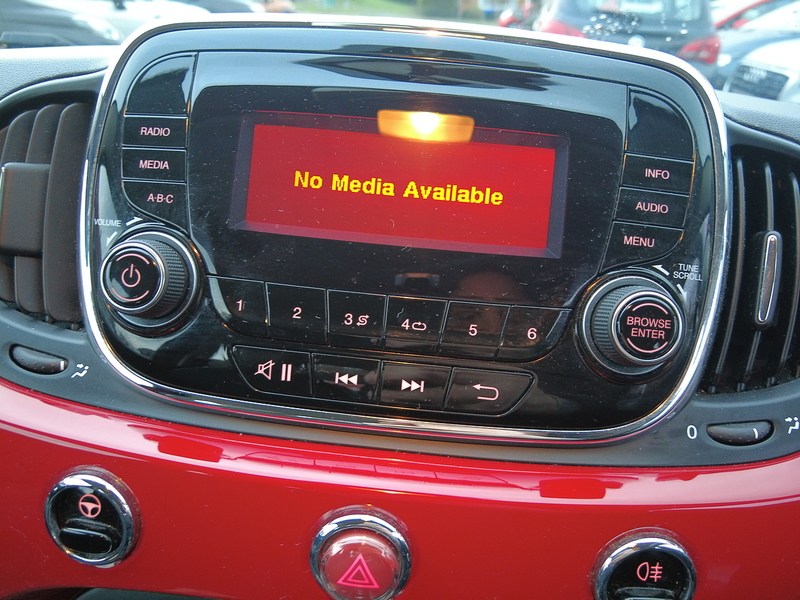 RADIO
MEDIA
A·B·C
VOLUME
No Media Available
INFO
AUDIO
MENU
TUNE
SCROLL
BROWSE
ENTER
1
2
3
4
5
6
0